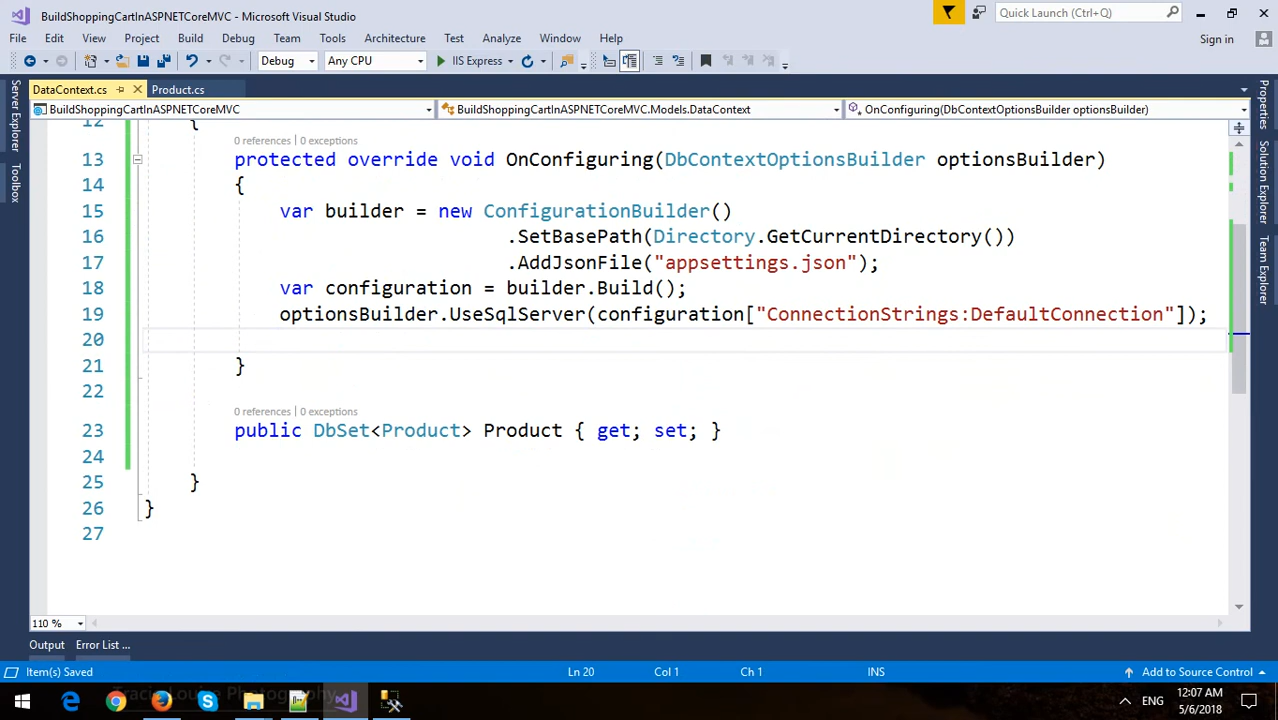 BuildShoppingCartInASPNETCoreMVC - Microsoft Visual Studio
Quick Launch (Ctrl+Q)
File Edit View Project Build Debug Team Tools Architecture Test Analyze Window Help
Sign in
Debug Any CPU IIS Express
DataContext.cs Product.cs
BuildShoppingCartInASPNETCoreMVC BuildShoppingCartInASPNETCoreMVC.Models.DataContext OnConfiguring(DbContextOptionsBuilder optionsBuilder)
Server Explorer
Toolbox
Properties
Solution Explorer
Team Explorer
12 {
0 references | 0 exceptions
13 protected override void OnConfiguring(DbContextOptionsBuilder optionsBuilder)
14 {
15 var builder = new ConfigurationBuilder()
16 .SetBasePath(Directory.GetCurrentDirectory())
17 .AddJsonFile("appsettings.json");
18 var configuration = builder.Build();
19 optionsBuilder.UseSqlServer(configuration["ConnectionStrings:DefaultConnection"]);
20
21 }
22
0 references | 0 exceptions
23 public DbSet<Product> Product { get; set; }
24
25 }
26 }
27
110 %
Output Error List ...
Item(s) Saved Ln 20 Col 1 Ch 1 INS Add to Source Control
Tracie Louise Photography
ENG 12:07 AM
5/6/2018